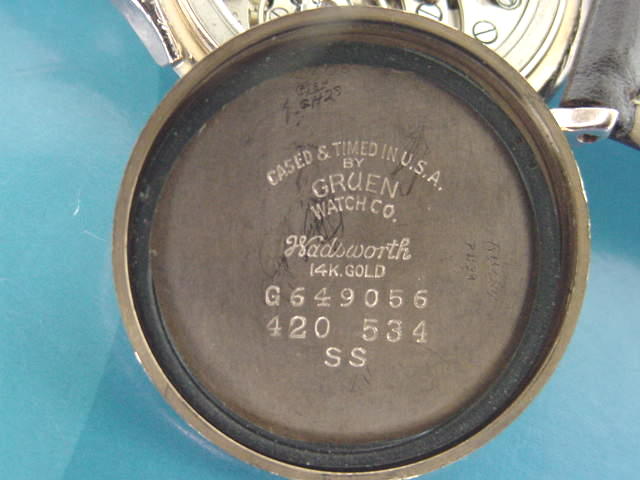 CASED & TIMED IN U.S.A.
BY
GRUEN
WATCH CO.
Wadsworth
14K. GOLD
G649056
420 534
SS